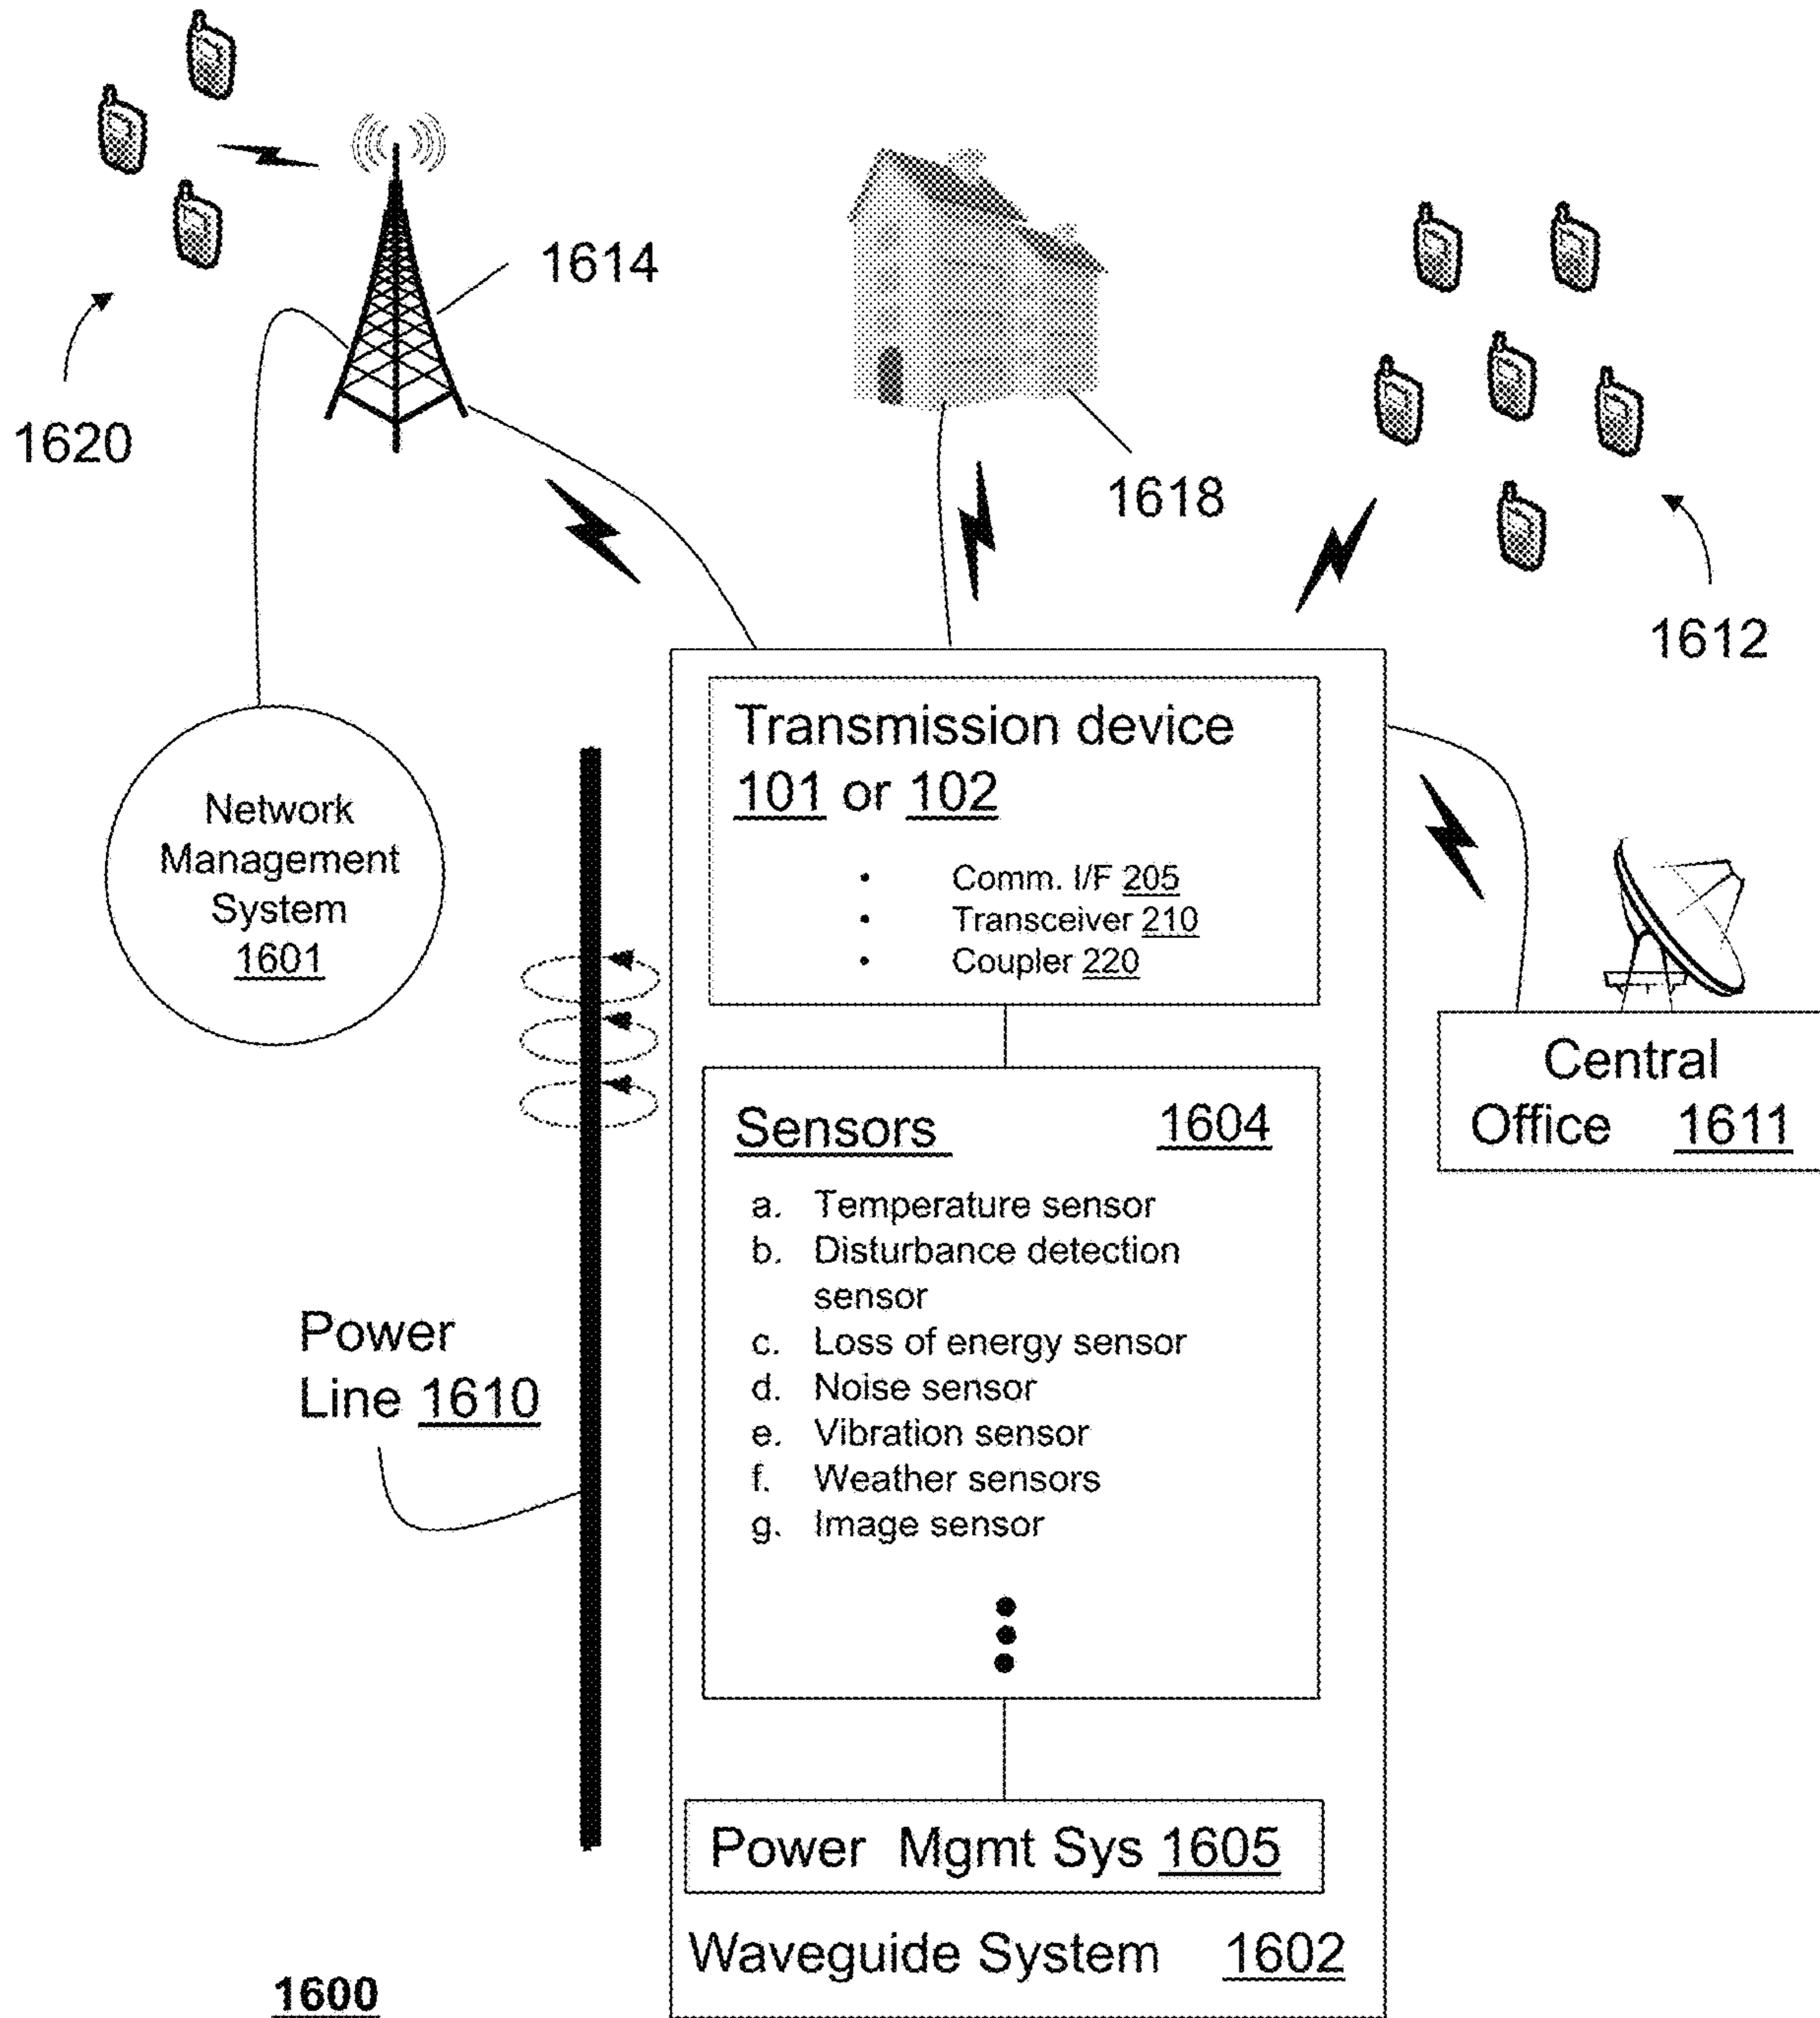 1614
1620
1618
1612
Network
Management
System
1601
Transmission device
101 or 102
• Comm. I/F 205
• Transceiver 210
• Coupler 220
Central
Office 1611
Sensors 1604
a. Temperature sensor
b. Disturbance detection
sensor
c. Loss of energy sensor
d. Noise sensor
e. Vibration sensor
f. Weather sensors
g. Image sensor
Power
Line 1610
Power Mgmt Sys 1605
Waveguide System 1602
1600